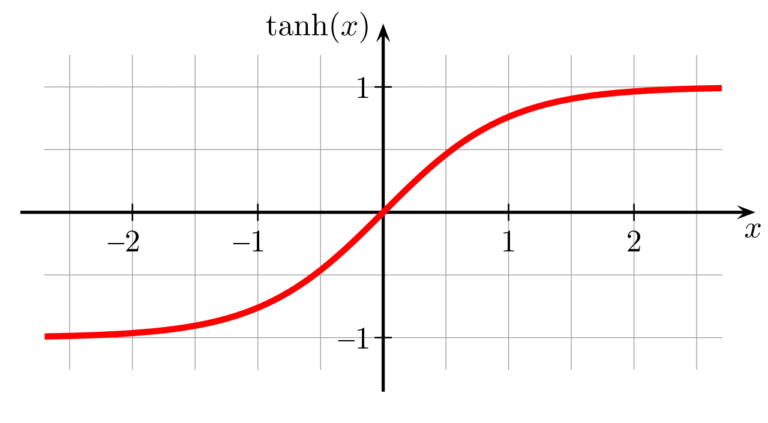 tanh(x)
1
–2 –1 1 2 x
–1